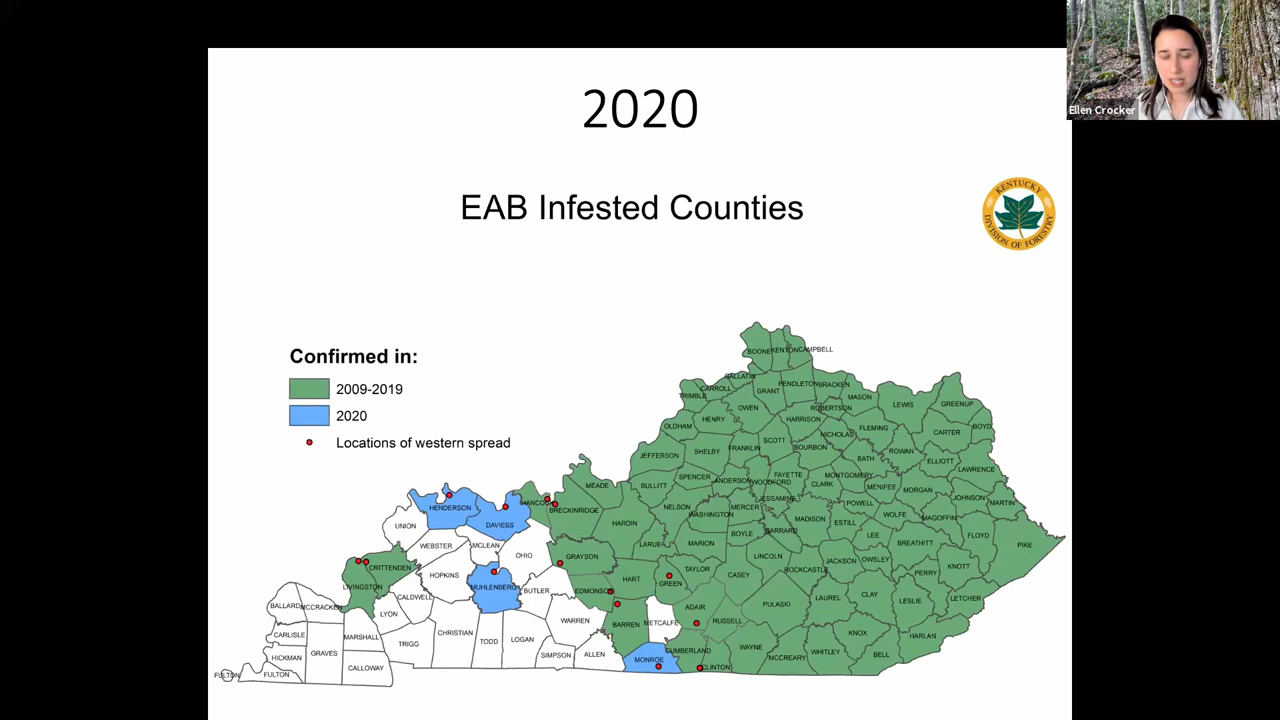 2020
Ellen Crocker
EAB Infested Counties
KENTUCKY
DIVISION OF FORESTRY
Confirmed in:
2009-2019
2020
Locations of western spread
BOONE KENTON CAMPBELL
GALLATIN
CARROLL GRANT PENDLETON BRACKEN
TRIMBLE MASON
OWEN ROBERTSON LEWIS GREENUP
HENRY HARRISON
OLDHAM NICHOLAS FLEMING CARTER BOYD
SHELBY FRANKLIN SCOTT BOURBON
JEFFERSON BATH ROWAN ELLIOTT
SPENCER ANDERSON WOODFORD FAYETTE MONTGOMERY LAWRENCE
MEADE BULLITT CLARK MENIFEE MORGAN
HANCOCK JESSAMINE JOHNSON MARTIN
HENDERSON BRECKINRIDGE NELSON WASHINGTON MERCER POWELL
DAVIESS HARDIN MADISON ESTILL WOLFE MAGOFFIN
UNION BOYLE GARRARD LEE FLOYD
WEBSTER MCLEAN LARUE MARION BREATHITT PIKE
OHIO GRAYSON LINCOLN JACKSON OWSLEY
CRITTENDEN HOPKINS TAYLOR CASEY ROCKCASTLE PERRY KNOTT
LIVINGSTON MUHLENBERG BUTLER EDMONSON HART GREEN
CALDWELL CLAY LESLIE LETCHER
BALLARD MCCRACKEN LYON ADAIR PULASKI LAUREL
WARREN BARREN METCALFE RUSSELL
CARLISLE MARSHALL TRIGG CHRISTIAN TODD LOGAN KNOX HARLAN
GRAVES SIMPSON ALLEN MONROE CUMBERLAND WAYNE WHITLEY BELL
HICKMAN CALLOWAY CLINTON MCCREARY
FULTON FULTON